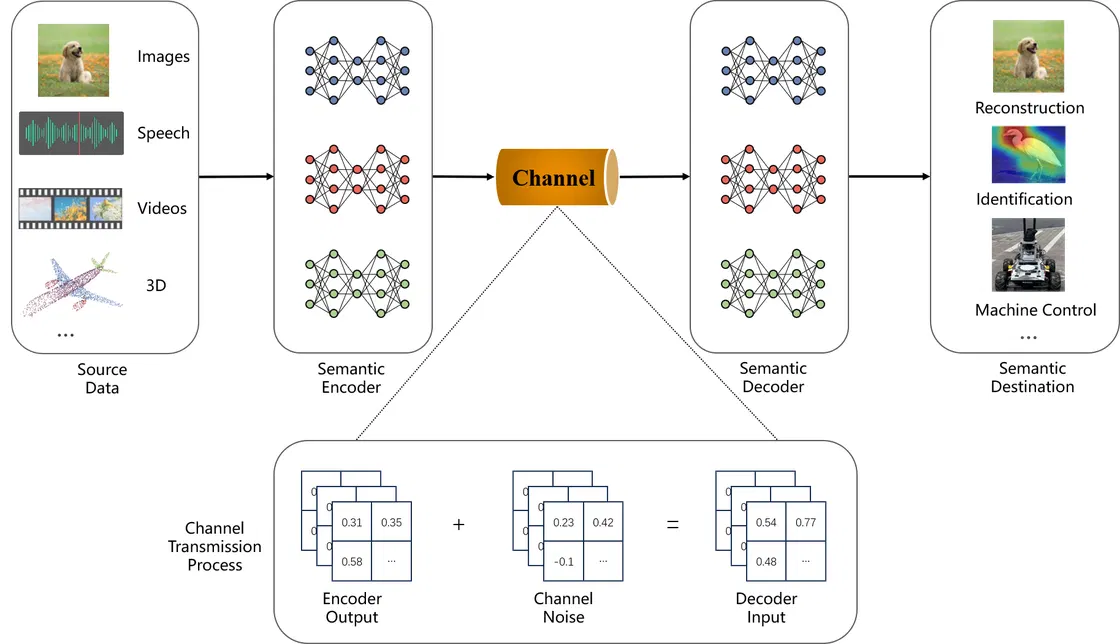 Images
Speech
Videos
3D
...
Source
Data
Semantic
Encoder
Channel
Semantic
Decoder
Reconstruction
Identification
Machine Control
...
Semantic
Destination
Channel
Transmission
Process
0.31 0.35
0.58 ...
+
0.23 0.42
-0.1 ...
=
0.54 0.77
0.48 ...
Encoder
Output
Channel
Noise
Decoder
Input